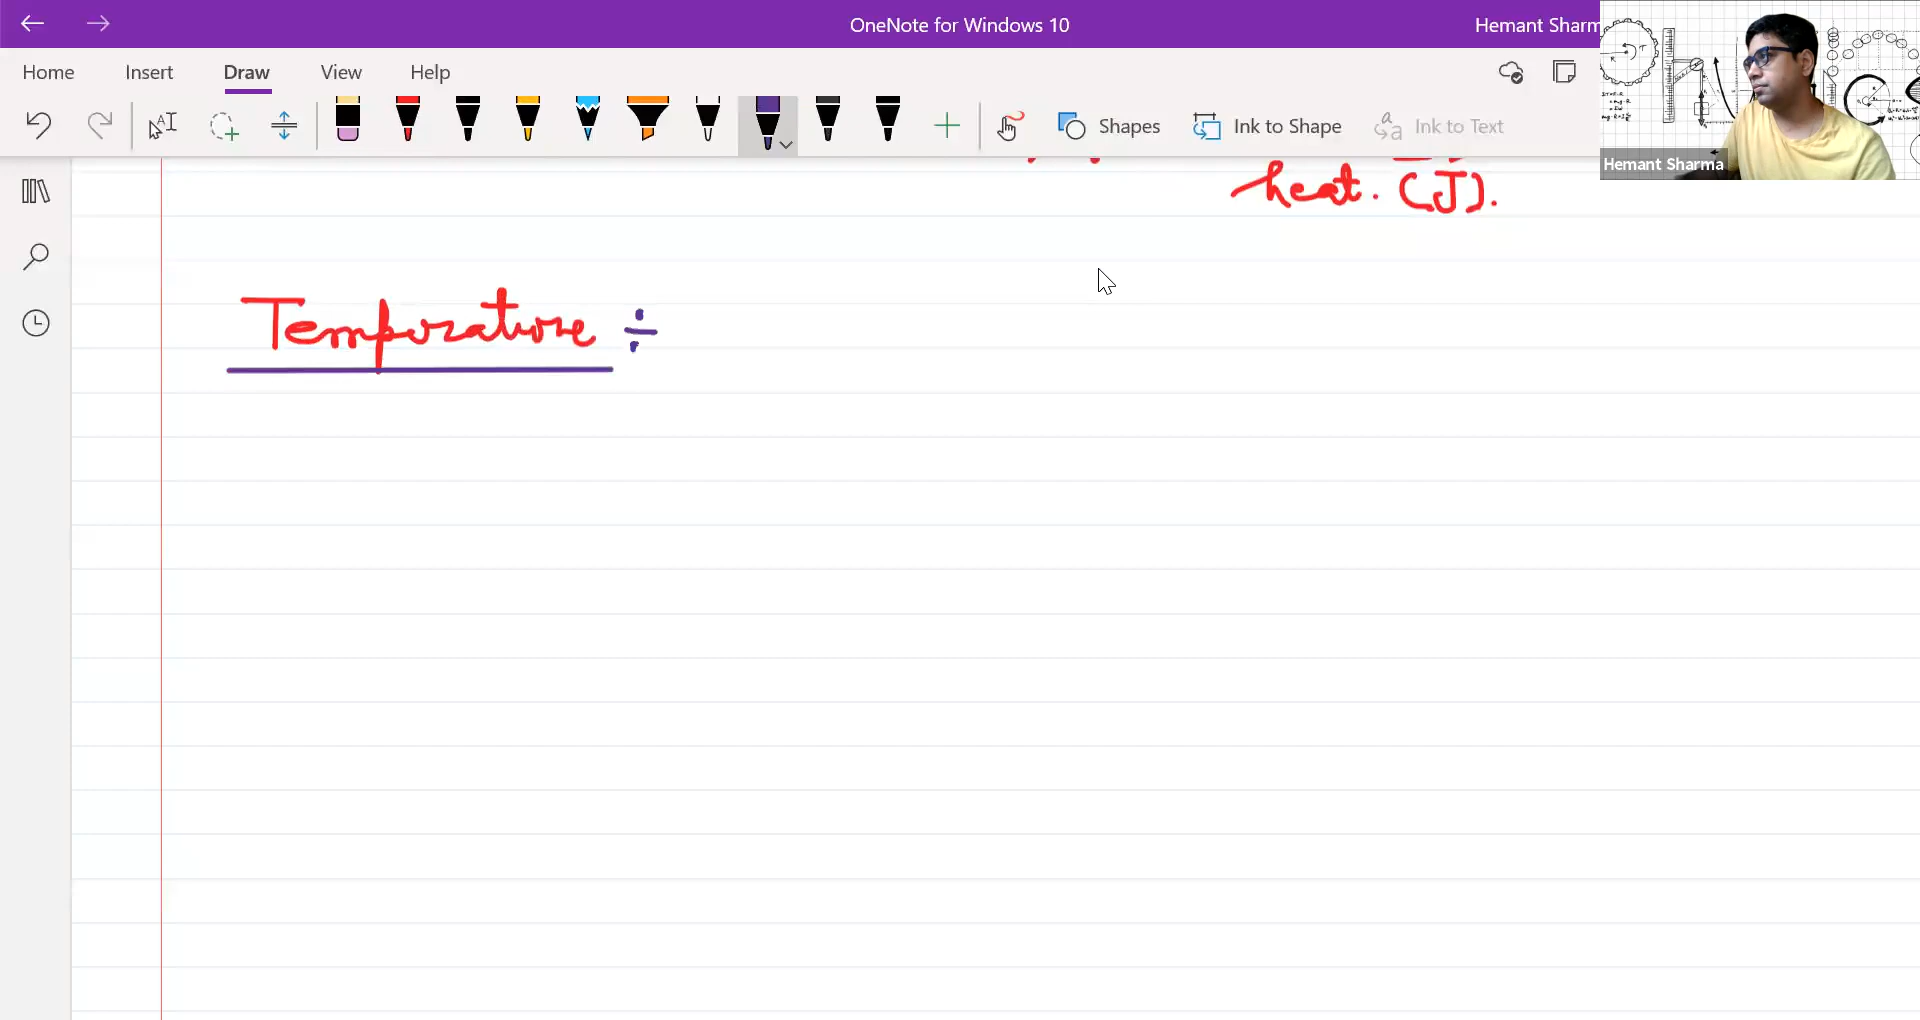 OneNote for Windows 10
Hemant Sharm
Home Insert Draw View Help
Shapes Ink to Shape Ink to Text
Hemant Sharma
heat. (J).
Temperature ÷